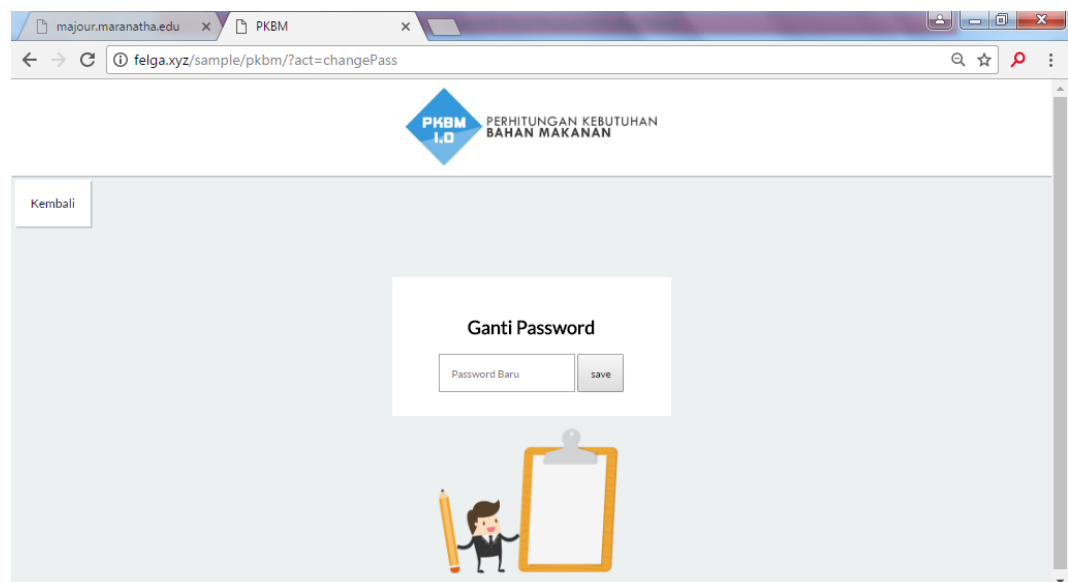 majour.maranatha.edu
PKBM
felga.xyz/sample/pkbm/?act=changePass
PKBM
1.0
PERHITUNGAN KEBUTUHAN
BAHAN MAKANAN
Kembali
Ganti Password
Password Baru
save